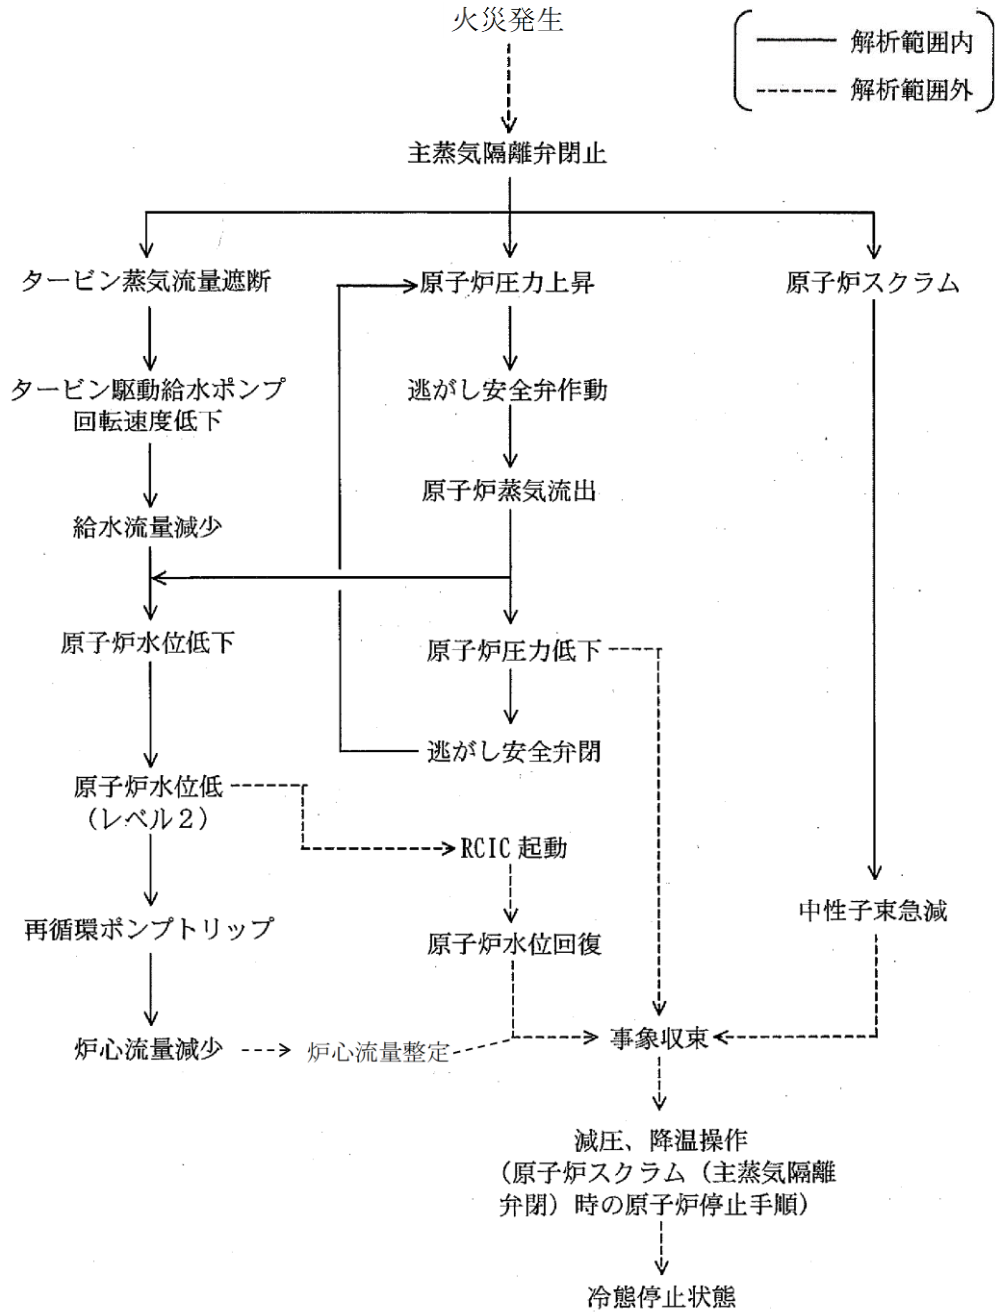 火災発生
解析範囲内
解析範囲外
主蒸気隔離弁閉止
タービン蒸気流量遮断
原子炉圧力上昇
原子炉スクラム
タービン駆動給水ポンプ
回転速度低下
逃がし安全弁作動
原子炉蒸気流出
給水流量減少
原子炉水位低下
原子炉圧力低下
逃がし安全弁閉
原子炉水位低
（レベル２）
RCIC 起動
再循環ポンプトリップ
原子炉水位回復
中性子束急減
炉心流量減少
炉心流量整定
事象収束
減圧、降温操作
（原子炉スクラム（主蒸気隔離
弁閉）時の原子炉停止手順）
冷態停止状態